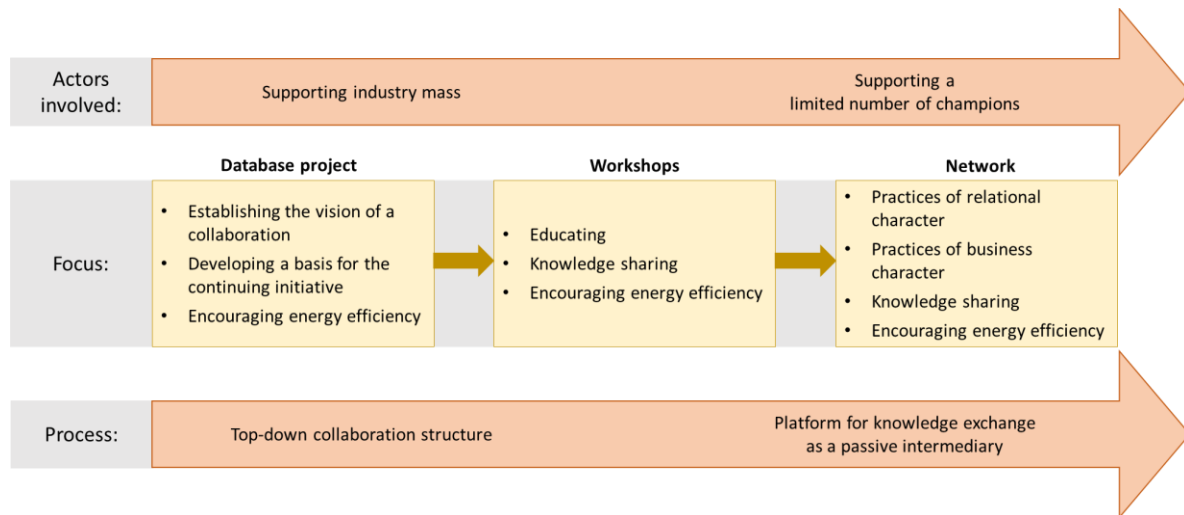 Actors
involved:
Supporting industry mass
Supporting a
limited number of champions
Database project
Workshops
Network
Focus:
• Establishing the vision of a
collaboration
• Developing a basis for the
continuing initiative
• Encouraging energy efficiency
• Educating
• Knowledge sharing
• Encouraging energy efficiency
• Practices of relational
character
• Practices of business
character
• Knowledge sharing
• Encouraging energy efficiency
Process:
Top-down collaboration structure
Platform for knowledge exchange
as a passive intermediary